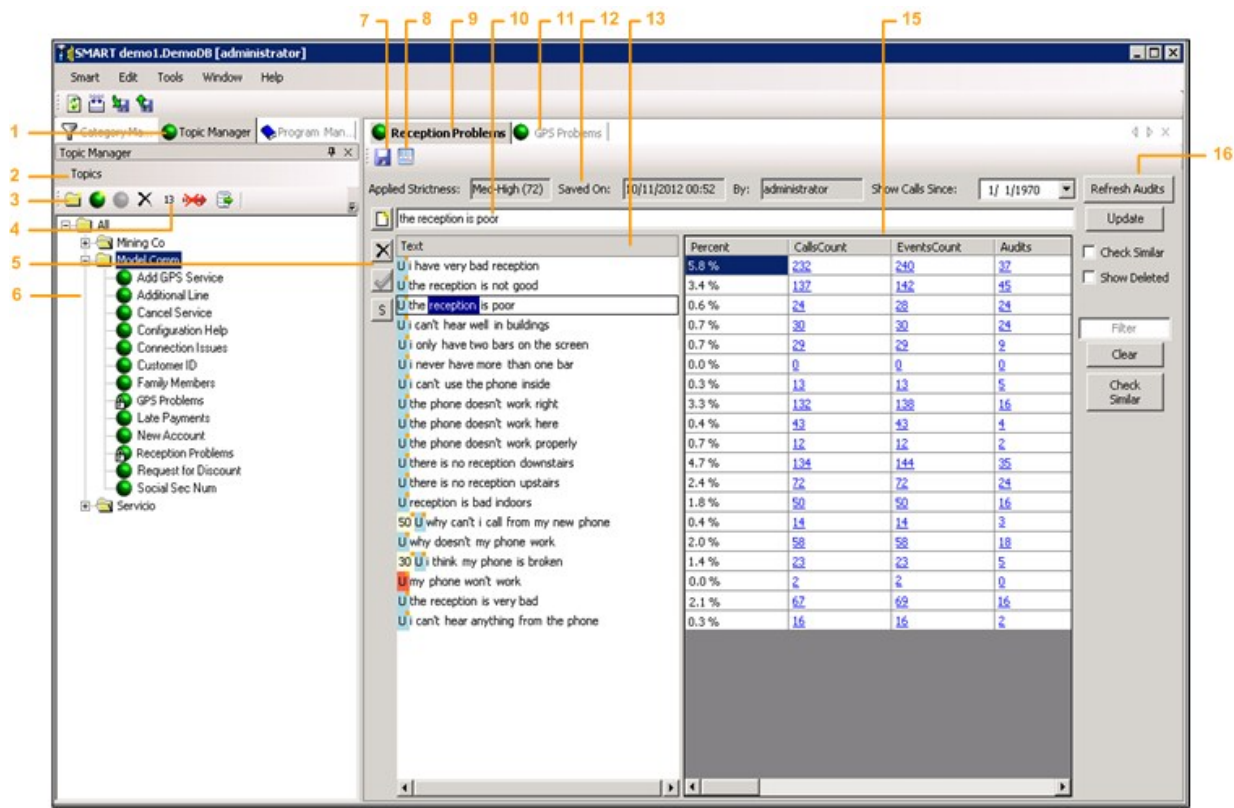 7 8 9 10 11 12 13 15
SMART demo1.DemoDB [administrator]
Smart Edit Tools Window Help
1
Category Ma... Topic Manager Program Man...
Reception Problems GPS Problems
Topic Manager
16
2
Topics
Applied Strictness: Med-High (72) Saved On: 10/11/2012 00:52 By: administrator Show Calls Since: 1/ 1/1970 Refresh Audits
3
13
4
the reception is poor Update
All
Mining Co
Model Comm
Add GPS Service
Additional Line
Cancel Service
Configuration Help
Connection Issues
Customer ID
Family Members
GPS Problems
Late Payments
New Account
Reception Problems
Request for Discount
Social Sec Num
Servicio
5
6
S
Text Percent CallsCount EventsCount Audits
U i have very bad reception 5.8 % 232 240 37
U the reception is not good 3.4 % 137 142 45
U the reception is poor 0.6 % 24 28 24
U i can't hear well in buildings 0.7 % 30 30 24
U i only have two bars on the screen 0.7 % 29 29 9
U i never have more than one bar 0.0 % 0 0 0
U i can't use the phone inside 0.3 % 13 13 5
U the phone doesn't work right 3.3 % 132 138 16
U the phone doesn't work here 0.4 % 43 43 4
U the phone doesn't work properly 0.7 % 12 12 2
U there is no reception downstairs 4.7 % 134 144 35
U there is no reception upstairs 2.4 % 72 72 24
U reception is bad indoors 1.8 % 50 50 16
50 U why can't i call from my new phone 0.4 % 14 14 3
U why doesn't my phone work 2.0 % 58 58 18
30 U i think my phone is broken 1.4 % 23 23 5
U my phone won't work 0.0 % 2 2 0
U the reception is very bad 2.1 % 67 69 16
U i can't hear anything from the phone 0.3 % 16 16 2
Check Similar
Show Deleted
Filter
Clear
Check
Similar